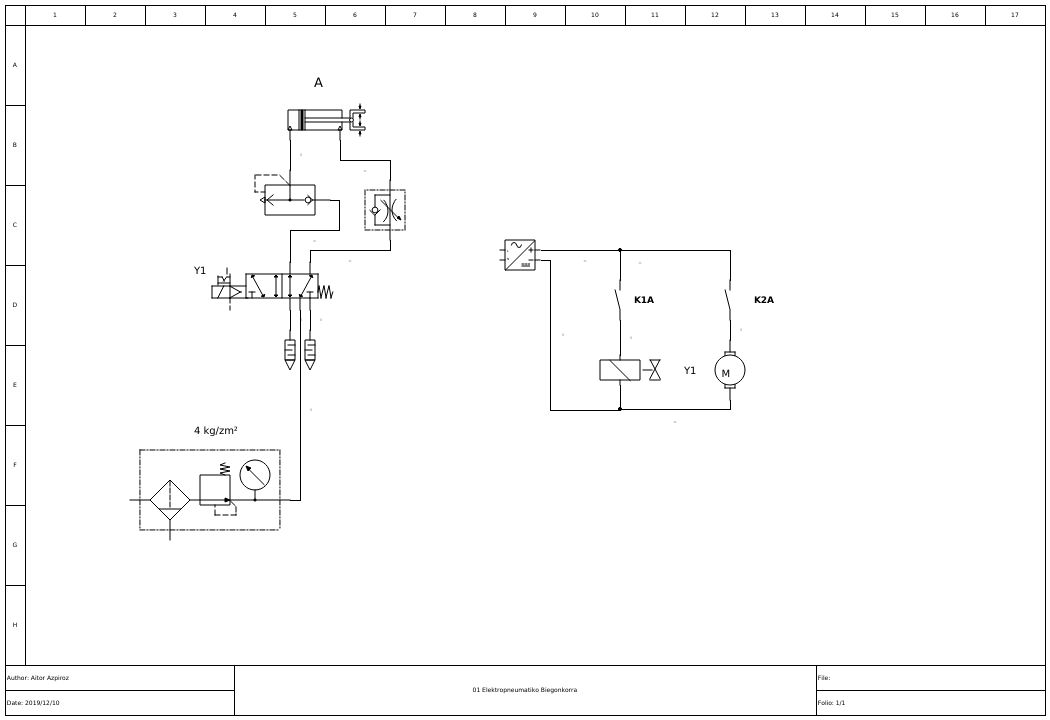 1 2 3 4 5 6 7 8 9 10 11 12 13 14 15 16 17
A
B
C
D
E
F
G
H
A
Y1
K1A
K2A
Y1
M
4 kg/zm²
Author: Aitor Azpiroz
Date: 2019/12/10
01 Elektropneumatiko Biegonkorra
File:
Folio: 1/1